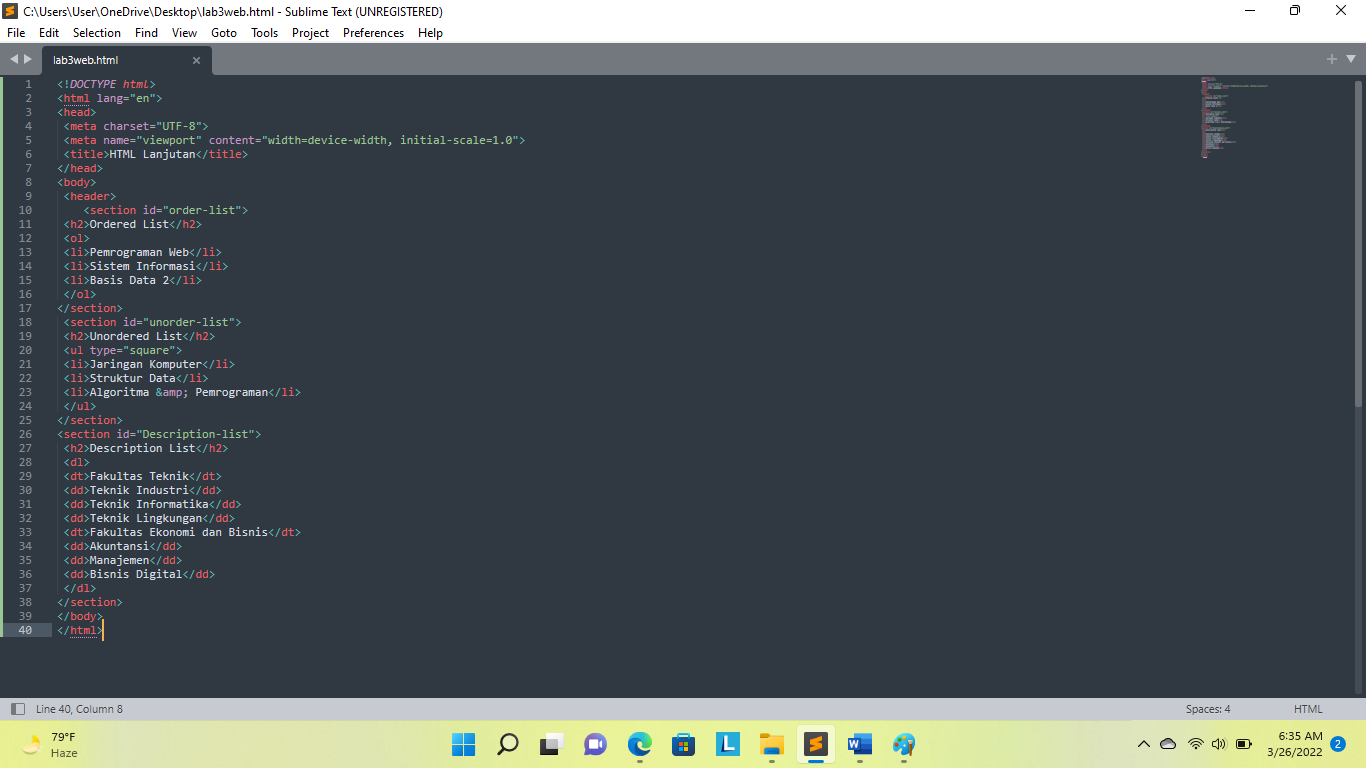 C:\Users\User\OneDrive\Desktop\lab3web.html - Sublime Text (UNREGISTERED)
File Edit Selection Find View Goto Tools Project Preferences Help
lab3web.html
1 <!DOCTYPE html>
2 <html lang="en">
3 <head>
4 <meta charset="UTF-8">
5 <meta name="viewport" content="width=device-width, initial-scale=1.0">
6 <title>HTML Lanjutan</title>
7 </head>
8 <body>
9 <header>
10 <section id="order-list">
11 <h2>Ordered List</h2>
12 <ol>
13 <li>Pemrograman Web</li>
14 <li>Sistem Informasi</li>
15 <li>Basis Data 2</li>
16 </ol>
17 </section>
18 <section id="unorder-list">
19 <h2>Unordered List</h2>
20 <ul type="square">
21 <li>Jaringan Komputer</li>
22 <li>Struktur Data</li>
23 <li>Algoritma &amp; Pemrograman</li>
24 </ul>
25 </section>
26 <section id="Description-list">
27 <h2>Description List</h2>
28 <dl>
29 <dt>Fakultas Teknik</dt>
30 <dd>Teknik Industri</dd>
31 <dd>Teknik Informatika</dd>
32 <dd>Teknik Lingkungan</dd>
33 <dt>Fakultas Ekonomi dan Bisnis</dt>
34 <dd>Akuntansi</dd>
35 <dd>Manajemen</dd>
36 <dd>Bisnis Digital</dd>
37 </dl>
38 </section>
39 </body>
40 </html>
Line 40, Column 8 Spaces: 4 HTML
79°F
Haze
L
W
6:35 AM
3/26/2022
2